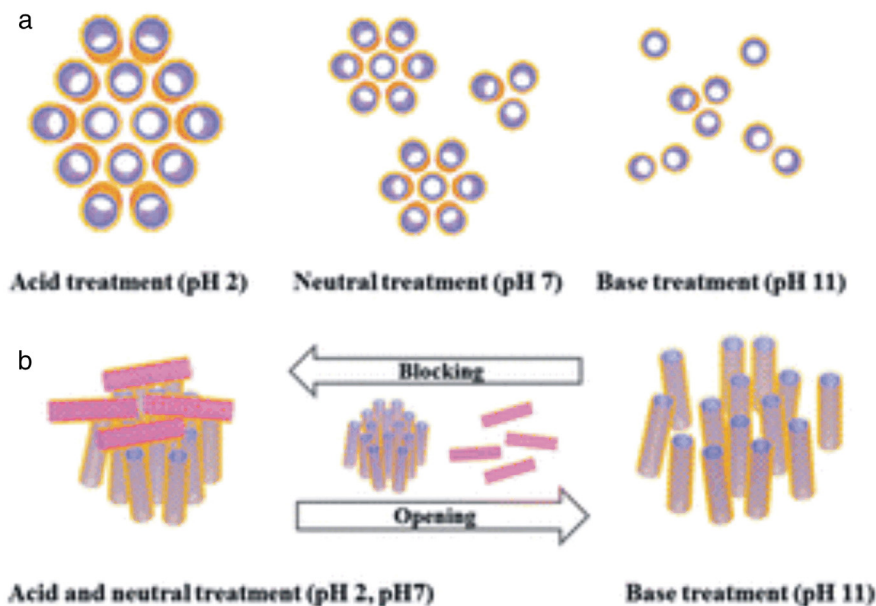 a
Acid treatment (pH 2) Neutral treatment (pH 7) Base treatment (pH 11)
b
Blocking
Opening
Acid and neutral treatment (pH 2, pH7) Base treatment (pH 11)